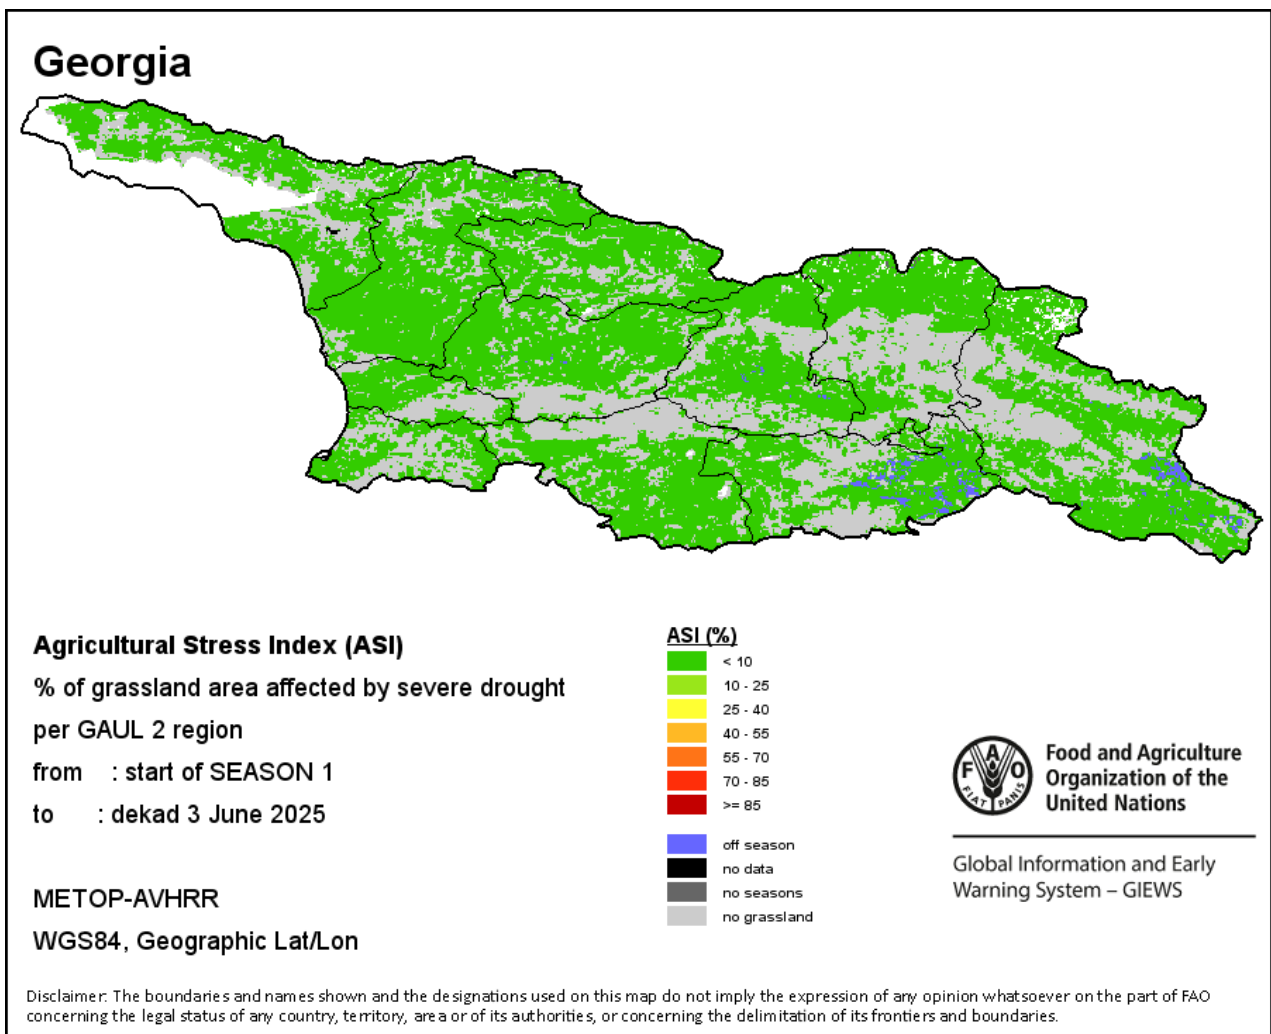 Georgia
Agricultural Stress Index (ASI)
% of grassland area affected by severe drought
per GAUL 2 region
from : start of SEASON 1
to : dekad 3 June 2025
METOP-AVHRR
WGS84, Geographic Lat/Lon
ASI (%)
< 10
10 - 25
25 - 40
40 - 55
55 - 70
70 - 85
>= 85
off season
no data
no seasons
no grassland
F A O
FIAT PANIS
Food and Agriculture
Organization of the
United Nations
Global Information and Early
Warning System – GIEWS
Disclaimer: The boundaries and names shown and the designations used on this map do not imply the expression of any opinion whatsoever on the part of FAO
concerning the legal status of any country, territory, area or of its authorities, or concerning the delimitation of its frontiers and boundaries.